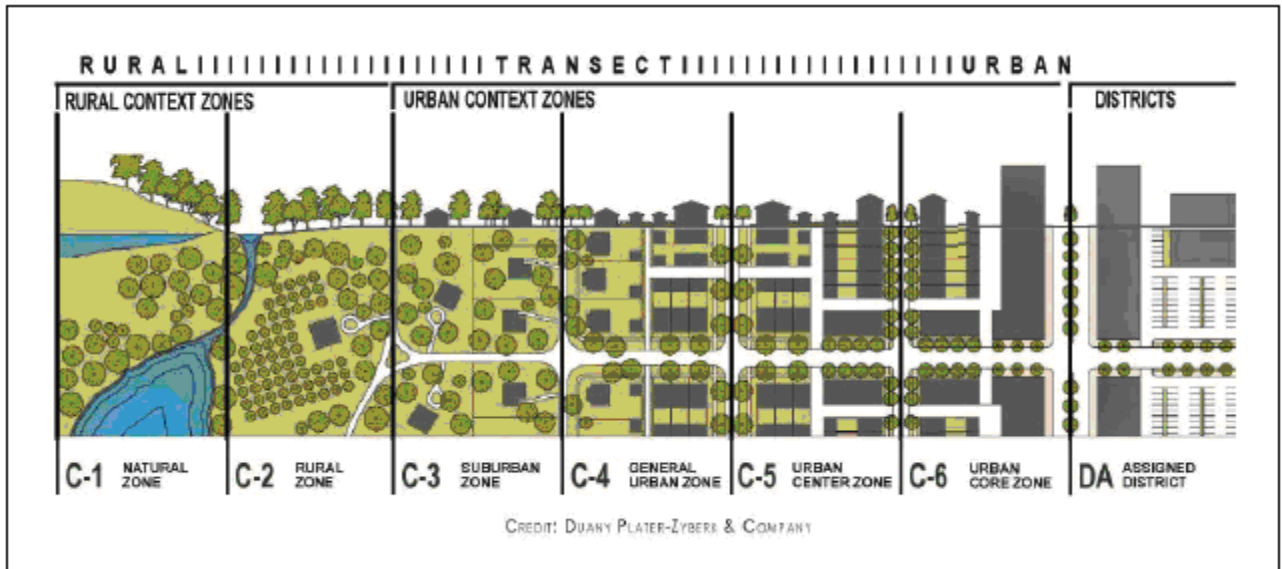 RURAL IIIIIIIIIIIIIIIIIII TRANSECT IIIIIIIIIIIIIIIIIII URBAN
RURAL CONTEXT ZONES
URBAN CONTEXT ZONES
DISTRICTS
C-1 NATURAL
ZONE
C-2 RURAL
ZONE
C-3 SUBURBAN
ZONE
C-4 GENERAL
URBAN ZONE
C-5 URBAN
CENTER ZONE
C-6 URBAN
CORE ZONE
DA ASSIGNED
DISTRICT
CREDIT: DUANY PLATER-ZYBERK & COMPANY